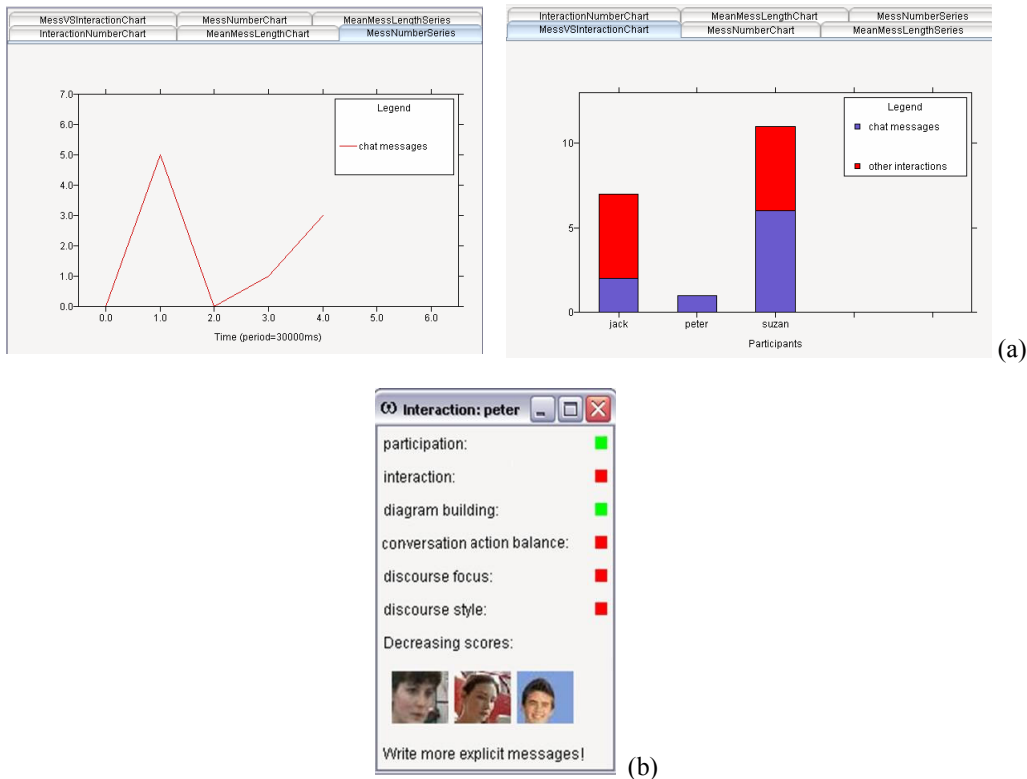 MessVSInteractionChart MessNumberChart MeanMessLengthSeries
InteractionNumberChart MeanMessLengthChart MessNumberSeries
7.0
6.0
5.0
4.0
3.0
2.0
1.0
0.0
Legend
chat messages
0.0 1.0 2.0 3.0 4.0 5.0 6.0
Time (period=30000ms)
InteractionNumberChart MeanMessLengthChart MessNumberSeries
MessVSInteractionChart MessNumberChart MeanMessLengthSeries
10
5
0
Legend
chat messages
other interactions
jack peter suzan
Participants
(a)
Interaction: peter
participation:
interaction:
diagram building:
conversation action balance:
discourse focus:
discourse style:
Decreasing scores:
Write more explicit messages!
(b)